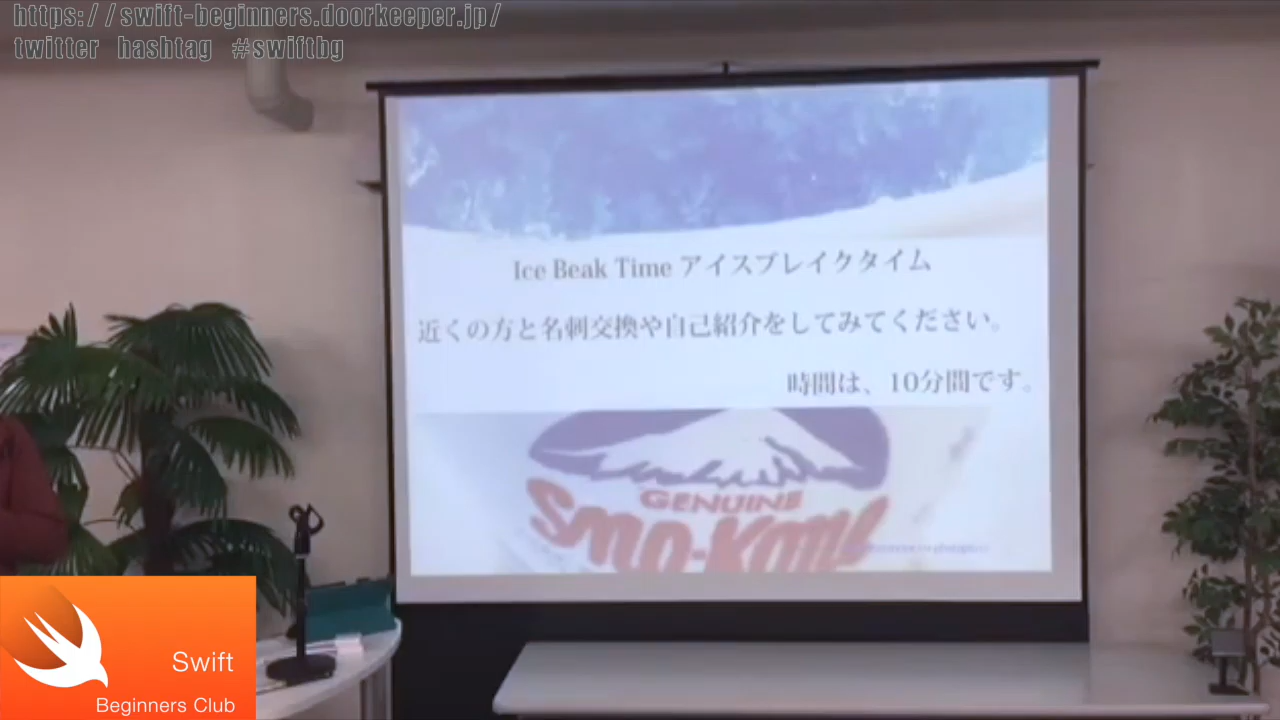 https://swift-beginners.doorkeeper.jp/
twitter hashtag #swiftbg
Ice Beak Time アイスブレイクタイム
近くの方と名刺交換や自己紹介をしてみてください。
時間は、10分間です。
GENUINE
SNO-KONE
Swift
Beginners Club